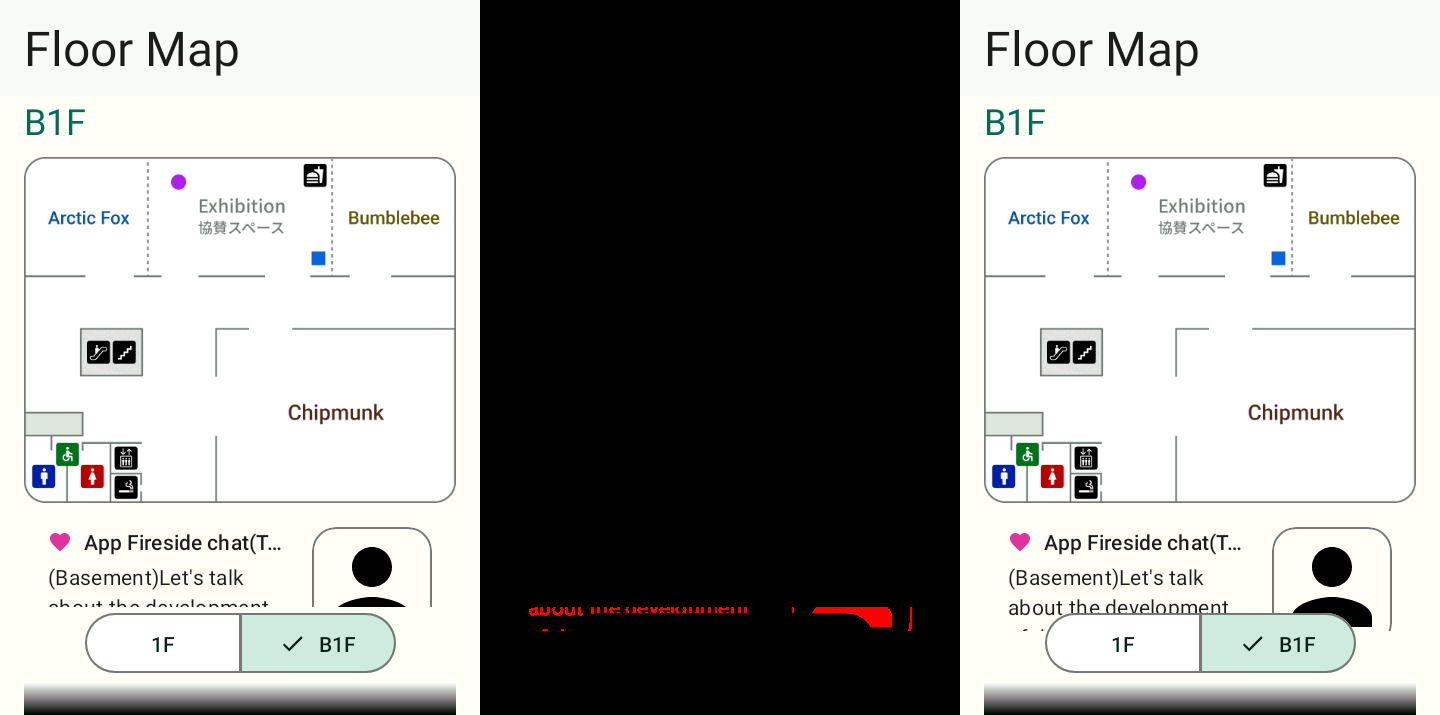 Floor Map
B1F
Arctic Fox
Exhibition
協賛スペース
Bumblebee
Chipmunk
App Fireside chat(T…
(Basement)Let's talk
about the development
1F
B1F
about the development
Floor Map
B1F
Arctic Fox
Exhibition
協賛スペース
Bumblebee
Chipmunk
App Fireside chat(T…
(Basement)Let's talk
about the development
1F
B1F